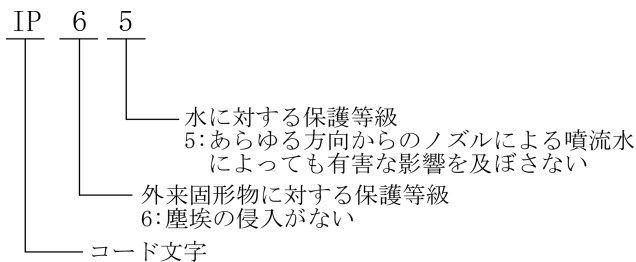 IP 6 5
水に対する保護等級
5:あらゆる方向からのノズルによる噴流水
によっても有害な影響を及ぼさない
外来固形物に対する保護等級
6:塵埃の侵入がない
コード文字